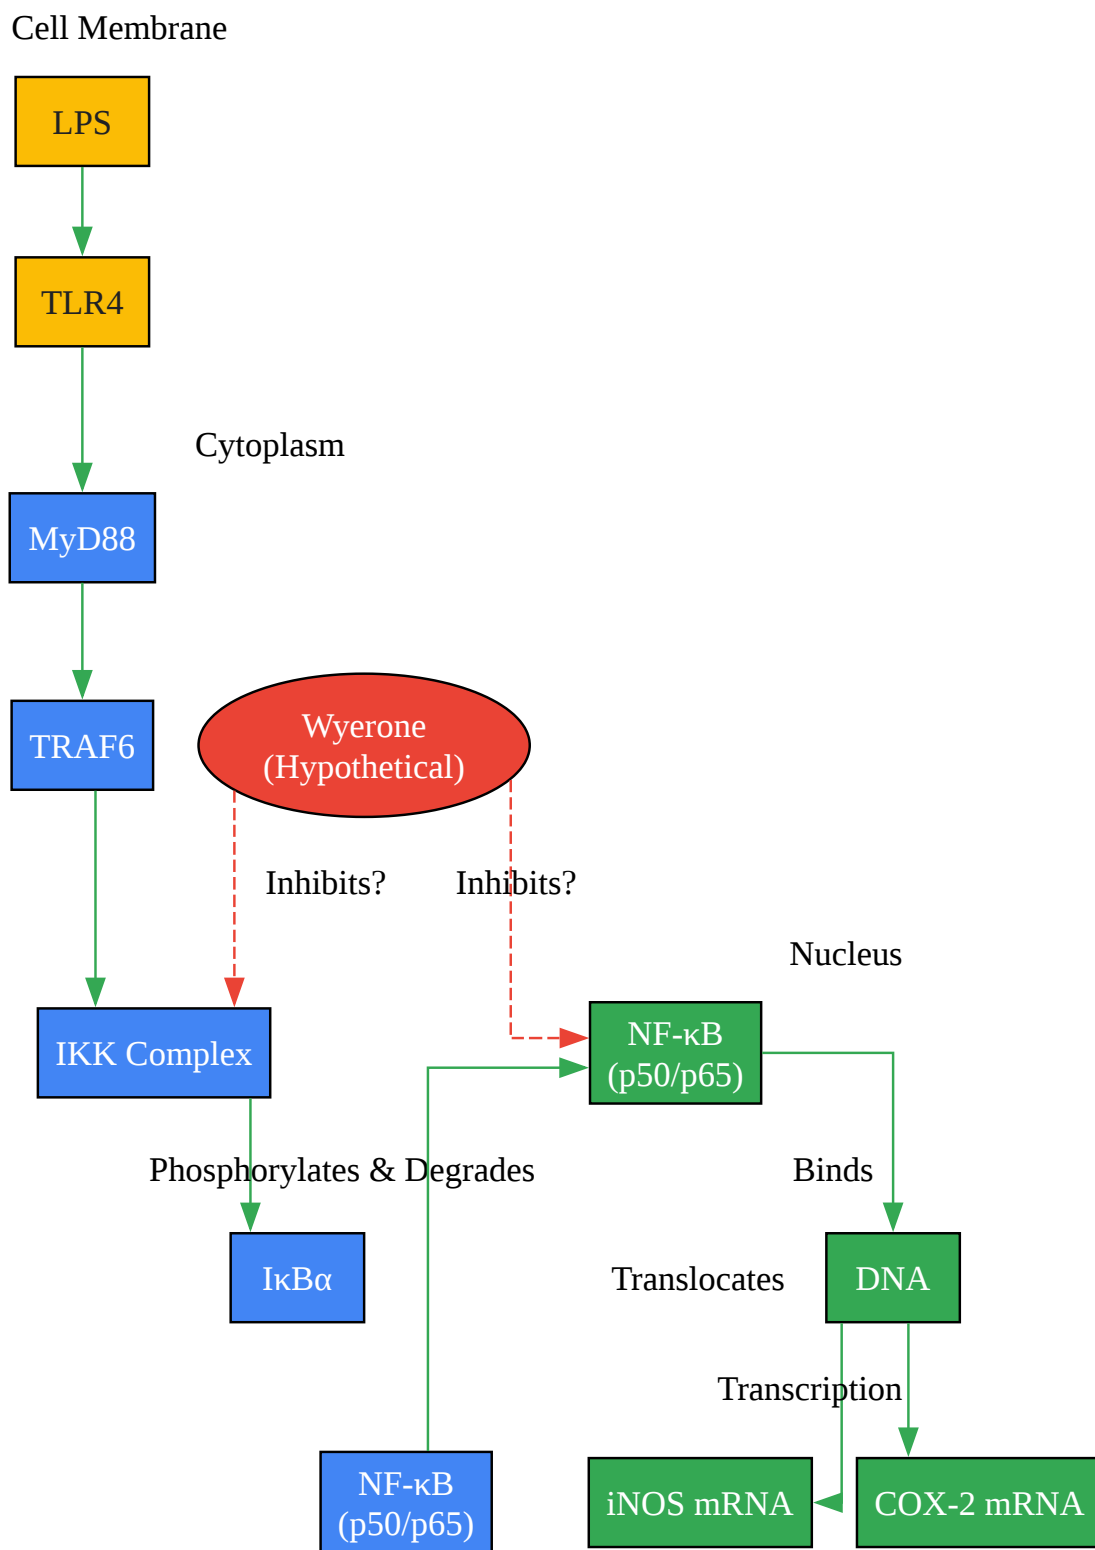 Cell Membrane
LPS
TLR4
Cytoplasm
MyD88
TRAF6
Wyerone
(Hypothetical)
Inhibits?
Inhibits?
Nucleus
IKK Complex
NF-κB
(p50/p65)
Phosphorylates & Degrades
Binds
IκBα
Translocates
DNA
Transcription
NF-κB
(p50/p65)
iNOS mRNA
COX-2 mRNA